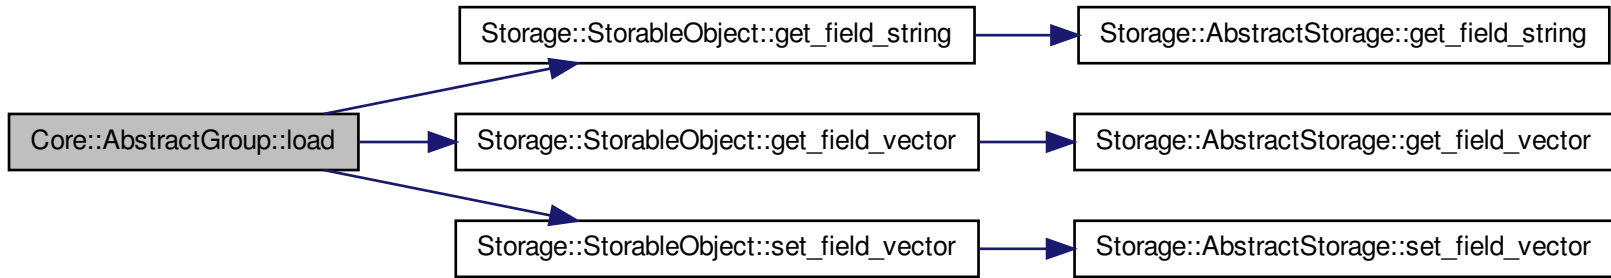 Storage::StorableObject::get_field_string
Storage::AbstractStorage::get_field_string
Core::AbstractGroup::load
Storage::StorableObject::get_field_vector
Storage::AbstractStorage::get_field_vector
Storage::StorableObject::set_field_vector
Storage::AbstractStorage::set_field_vector